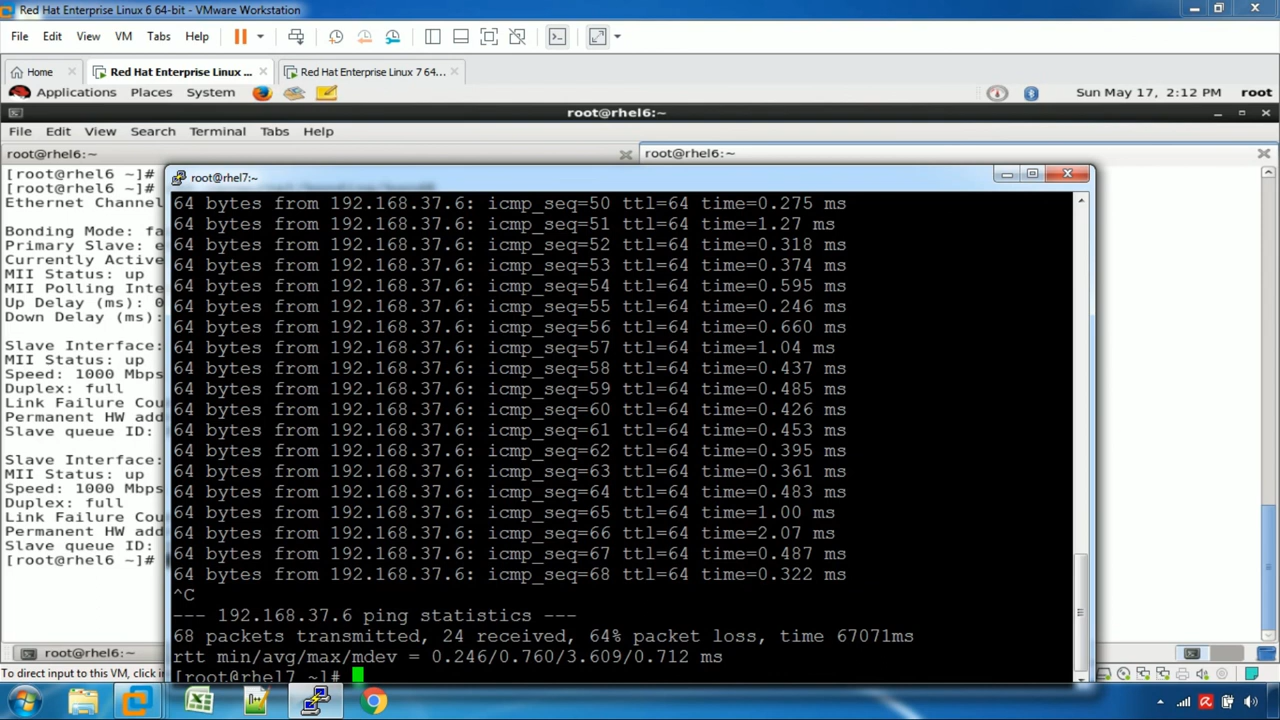 Red Hat Enterprise Linux 6 64-bit - VMware Workstation
File Edit View VM Tabs Help
Home Red Hat Enterprise Linux ... Red Hat Enterprise Linux 7 64...
Applications Places System Sun May 17, 2:12 PM root
root@rhel6:~
File Edit View Search Terminal Tabs Help
root@rhel6:~ root@rhel6:~
[root@rhel6 ~]#
[root@rhel6 ~]#
Ethernet Channel
Bonding Mode: fa
Primary Slave: e
Currently Active
MII Status: up
MII Polling Inte
Up Delay (ms): 0
Down Delay (ms):
Slave Interface:
MII Status: up
Speed: 1000 Mbps
Duplex: full
Link Failure Cou
Permanent HW add
Slave queue ID:
Slave Interface:
MII Status: up
Speed: 1000 Mbps
Duplex: full
Link Failure Cou
Permanent HW add
Slave queue ID:
[root@rhel6 ~]#
root@rhel7:~
64 bytes from 192.168.37.6: icmp_seq=50 ttl=64 time=0.275 ms
64 bytes from 192.168.37.6: icmp_seq=51 ttl=64 time=1.27 ms
64 bytes from 192.168.37.6: icmp_seq=52 ttl=64 time=0.318 ms
64 bytes from 192.168.37.6: icmp_seq=53 ttl=64 time=0.374 ms
64 bytes from 192.168.37.6: icmp_seq=54 ttl=64 time=0.595 ms
64 bytes from 192.168.37.6: icmp_seq=55 ttl=64 time=0.246 ms
64 bytes from 192.168.37.6: icmp_seq=56 ttl=64 time=0.660 ms
64 bytes from 192.168.37.6: icmp_seq=57 ttl=64 time=1.04 ms
64 bytes from 192.168.37.6: icmp_seq=58 ttl=64 time=0.437 ms
64 bytes from 192.168.37.6: icmp_seq=59 ttl=64 time=0.485 ms
64 bytes from 192.168.37.6: icmp_seq=60 ttl=64 time=0.426 ms
64 bytes from 192.168.37.6: icmp_seq=61 ttl=64 time=0.453 ms
64 bytes from 192.168.37.6: icmp_seq=62 ttl=64 time=0.395 ms
64 bytes from 192.168.37.6: icmp_seq=63 ttl=64 time=0.361 ms
64 bytes from 192.168.37.6: icmp_seq=64 ttl=64 time=0.483 ms
64 bytes from 192.168.37.6: icmp_seq=65 ttl=64 time=1.00 ms
64 bytes from 192.168.37.6: icmp_seq=66 ttl=64 time=2.07 ms
64 bytes from 192.168.37.6: icmp_seq=67 ttl=64 time=0.487 ms
64 bytes from 192.168.37.6: icmp_seq=68 ttl=64 time=0.322 ms
^C
--- 192.168.37.6 ping statistics ---
68 packets transmitted, 24 received, 64% packet loss, time 67071ms
rtt min/avg/max/mdev = 0.246/0.760/3.609/0.712 ms
[root@rhel7 ~]#
root@rhel6:~
To direct input to this VM, click in